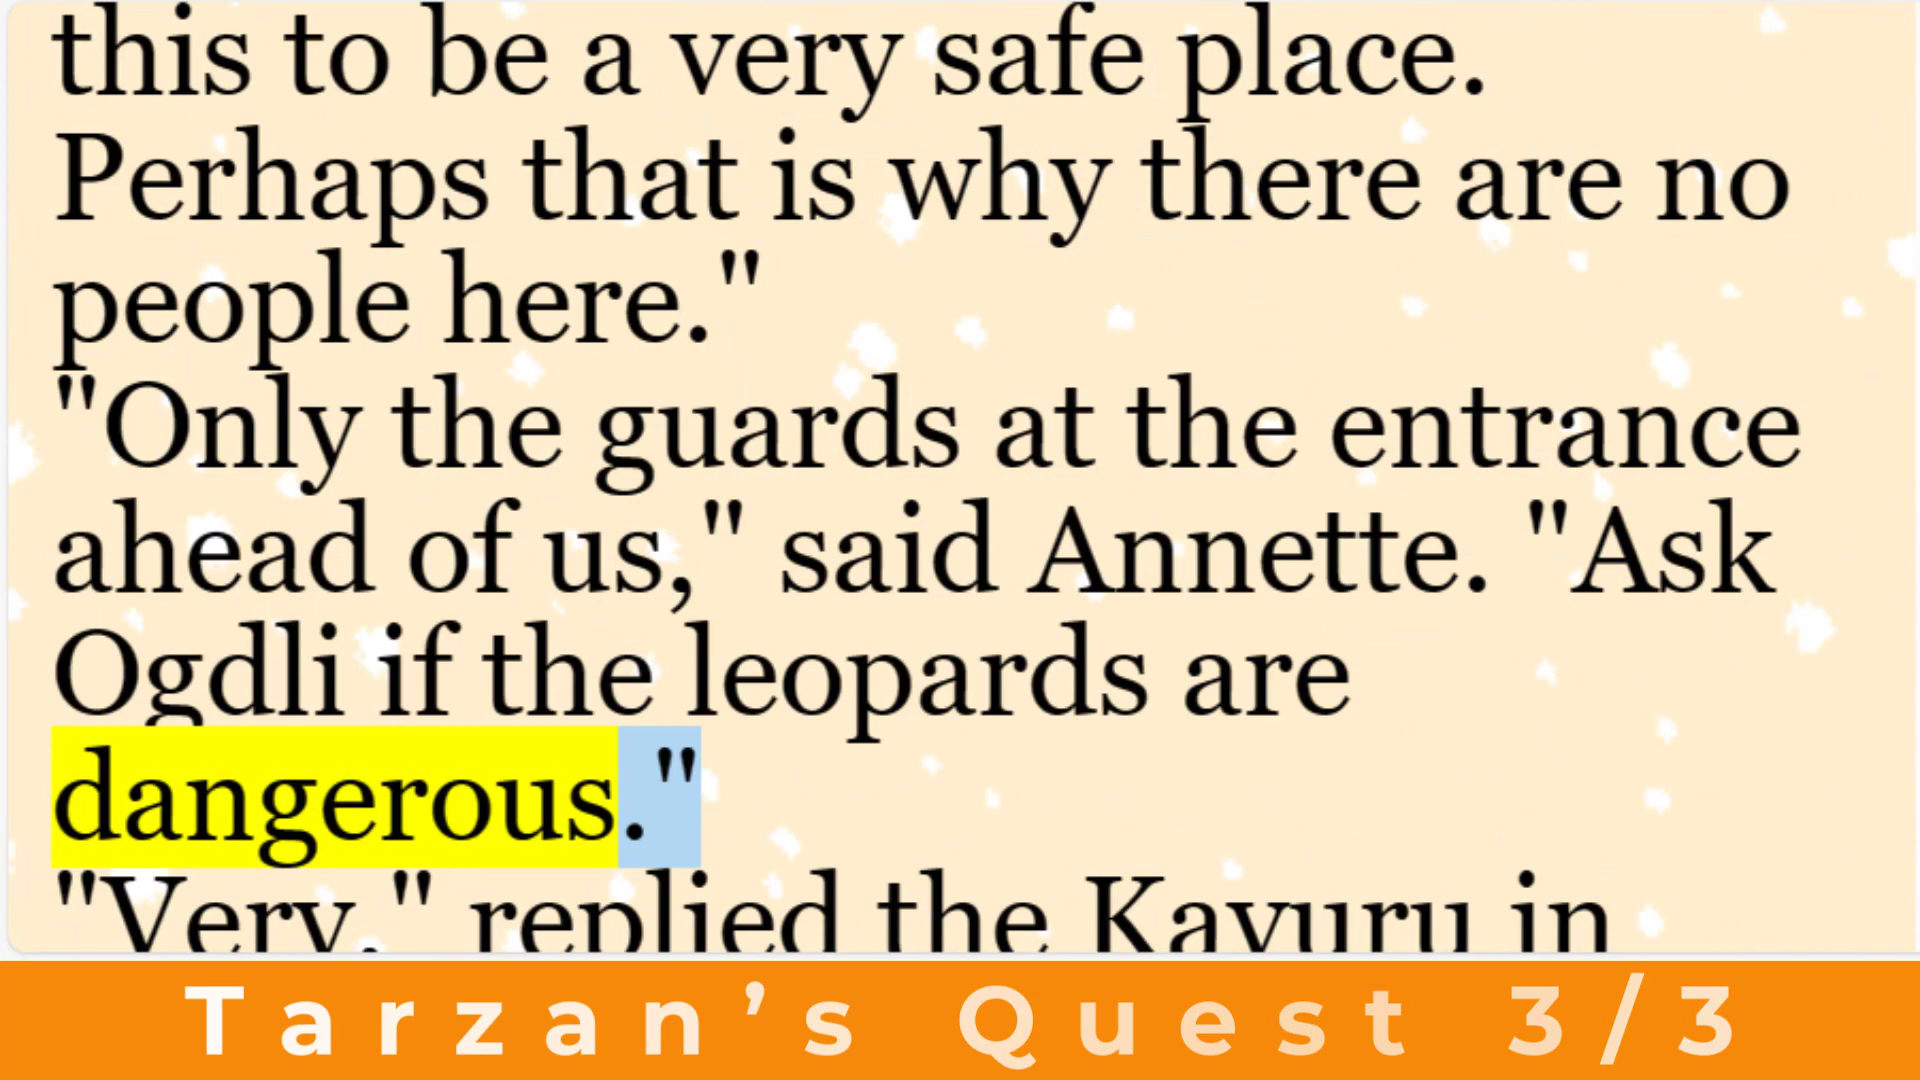 this to be a very safe place.
Perhaps that is why there are no
people here."
"Only the guards at the entrance
ahead of us," said Annette. "Ask
Ogdli if the leopards are
dangerous."
"Very," replied the Kavuru in
Tarzan’s Quest 3/3